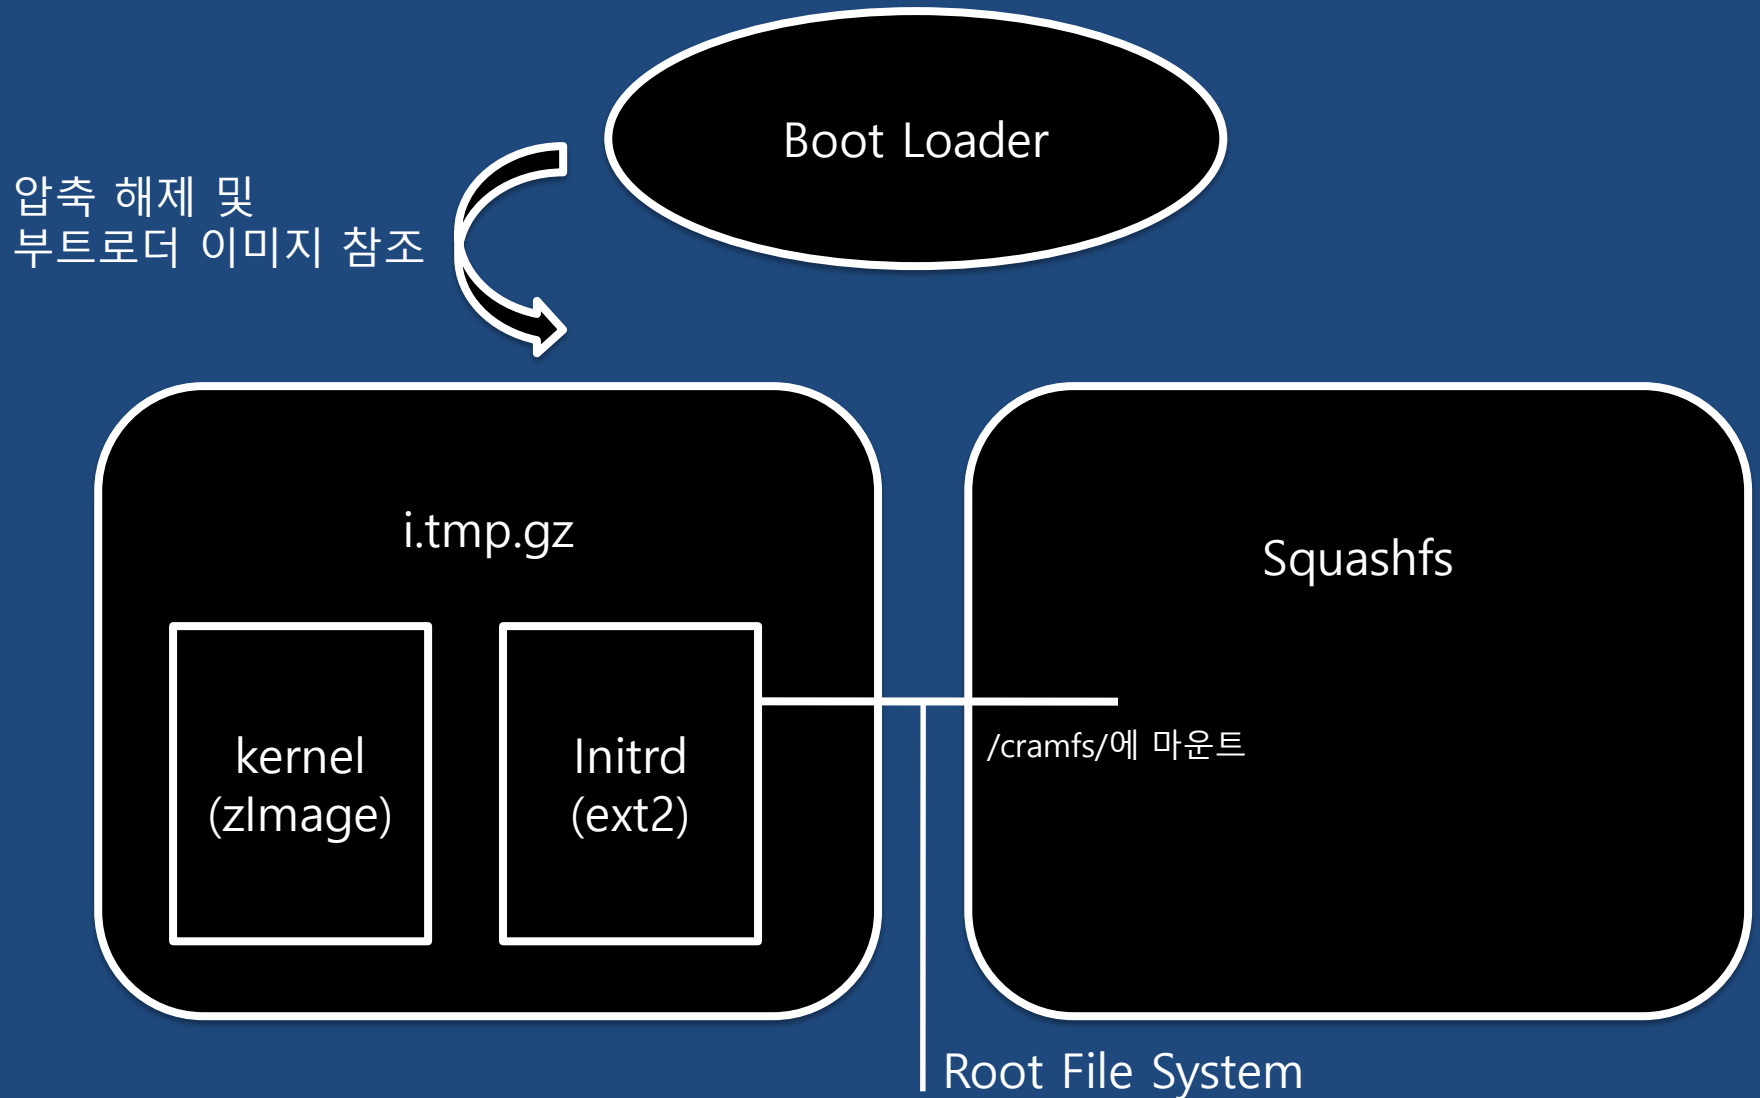 Boot Loader
압축 해제 및
부트로더 이미지 참조
i.tmp.gz
kernel
(zImage)
Initrd
(ext2)
Squashfs
/cramfs/에 마운트
Root File System